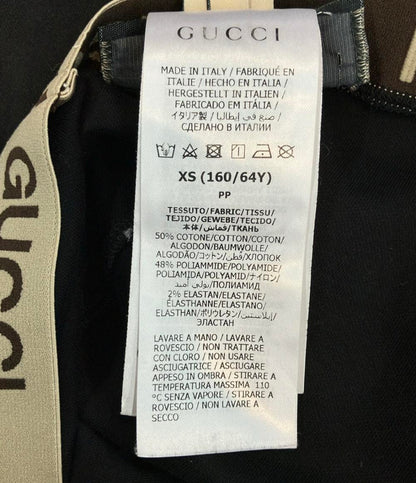 GUCCI
MADE IN ITALY / FABRIQUÉ EN
ITALIE / HECHO EN ITALIA /
HERGESTELLT IN ITALIEN /
FABRICADO EM ITÁLIA /
イタリア製 / صنع في إيطاليا /
СДЕЛАНО В ИТАЛИИ
XS (160/64Y)
PP
TESSUTO/FABRIC/TISSU/
TEJIDO/GEWEBE/TECIDO/
本体/قماش/ТКАНЬ
50% COTONE/COTTON/COTON/
ALGODON/BAUMWOLLE/
ALGODÃO/コットン/قطن/ХЛОПОК
48% POLIAMMIDE/POLYAMIDE/
POLIAMIDA/POLYAMID/ナイロン/
بولي أميد/ПОЛИАМИД
2% ELASTAN/ELASTANE/
ÉLASTHANNE/ELASTANO/
ELASTHAN/ポリウレタン/إيلاستين/
ЭЛАСТАН
LAVARE A MANO / LAVARE A
ROVESCIO / NON TRATTARE
CON CLORO / NON USARE
ASCIUGATRICE / ASCIUGARE
APPESO IN OMBRA / STIRARE A
TEMPERATURA MASSIMA 110
°C SENZA VAPORE / STIRARE A
ROVESCIO / NON LAVARE A
SECCO
GUCCI